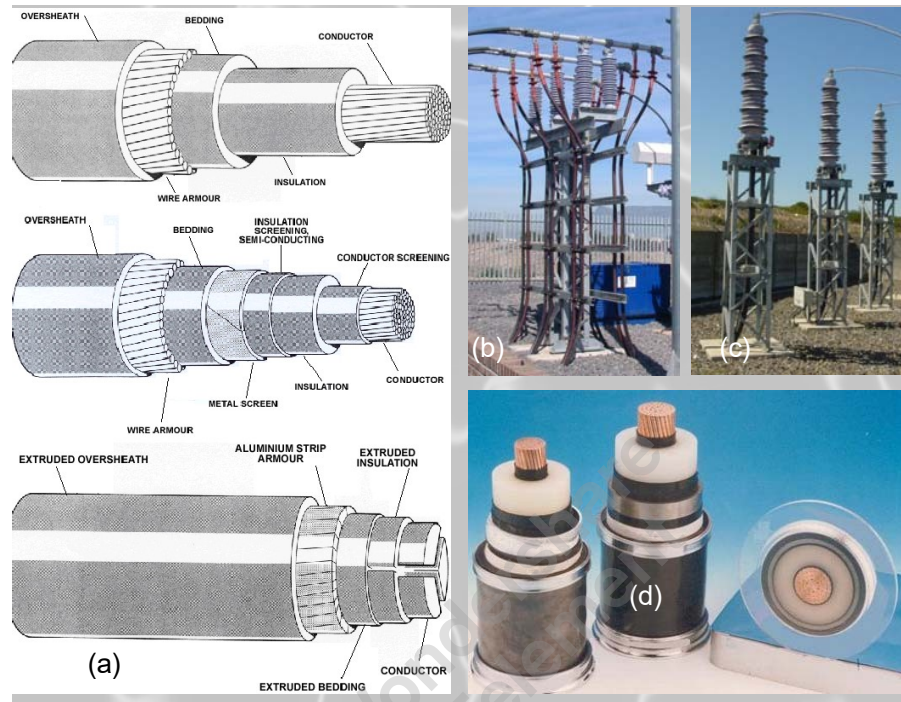 OVERSHEATH
BEDDING
CONDUCTOR
INSULATION
WIRE ARMOUR
OVERSHEATH
BEDDING
INSULATION
SCREENING,
SEMI-CONDUCTING
CONDUCTOR SCREENING
CONDUCTOR
INSULATION
METAL SCREEN
WIRE ARMOUR
EXTRUDED OVERSHEATH
ALUMINIUM STRIP
ARMOUR
EXTRUDED
INSULATION
CONDUCTOR
EXTRUDED BEDDING
(a)
(b)
(c)
(d)